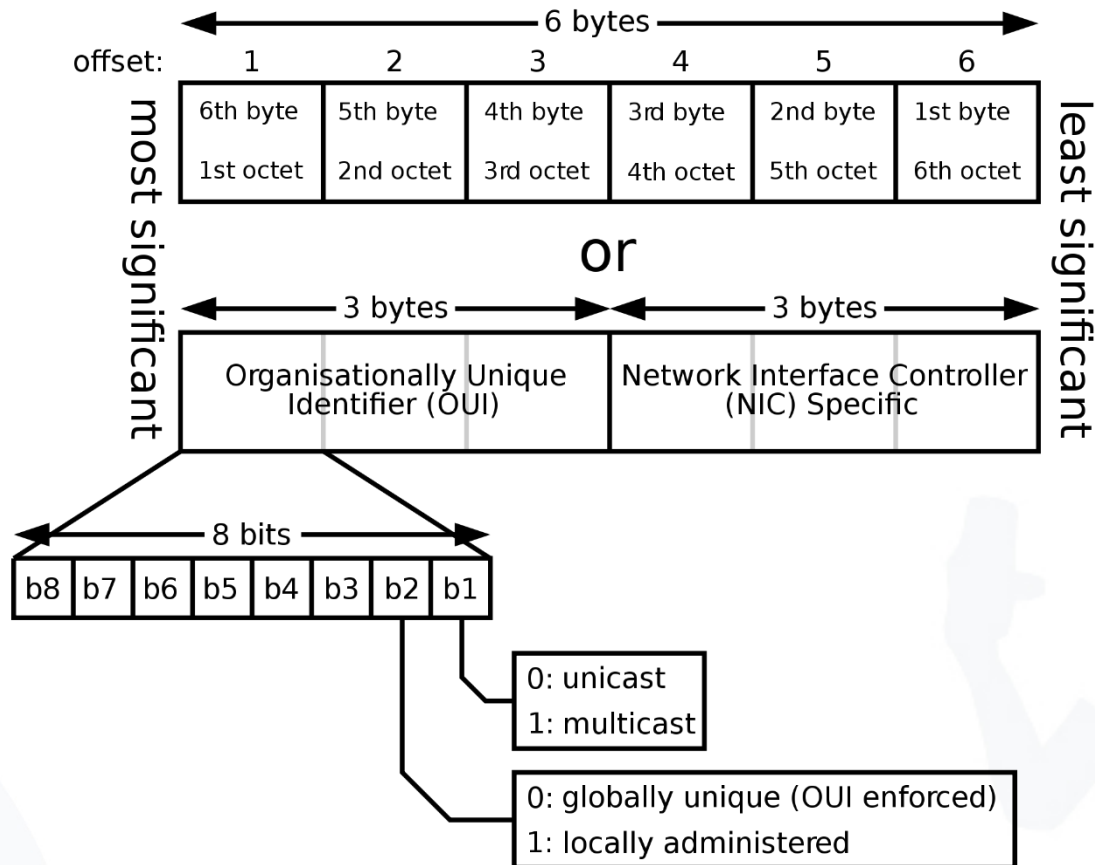 6 bytes
offset: 1 2 3 4 5 6
most significant
6th byte 5th byte 4th byte 3rd byte 2nd byte 1st byte
1st octet 2nd octet 3rd octet 4th octet 5th octet 6th octet
least significant
or
3 bytes 3 bytes
Organisationally Unique
Identifier (OUI)
Network Interface Controller
(NIC) Specific
8 bits
b8 b7 b6 b5 b4 b3 b2 b1
0: unicast
1: multicast
0: globally unique (OUI enforced)
1: locally administered